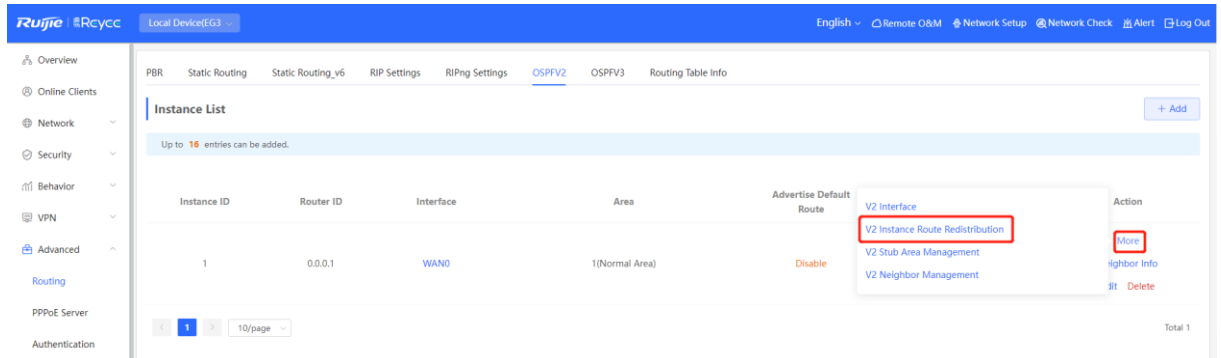 Ruijie Rcycc Local Device(EG3 English Remote O&M Network Setup Network Check Alert Log Out
Overview
Online Clients
Network
Security
Behavior
VPN
Advanced
Routing
PPPoE Server
Authentication
PBR Static Routing Static Routing_v6 RIP Settings RIPng Settings OSPFV2 OSPFV3 Routing Table Info
Instance List + Add
Up to 16 entries can be added.
Instance ID Router ID Interface Area Advertise Default Route Action
1 0.0.0.1 WAN0 1(Normal Area) Disable
V2 Interface
V2 Instance Route Redistribution
V2 Stub Area Management
V2 Neighbor Management
More
Info
Delete
1 10/page Total 1